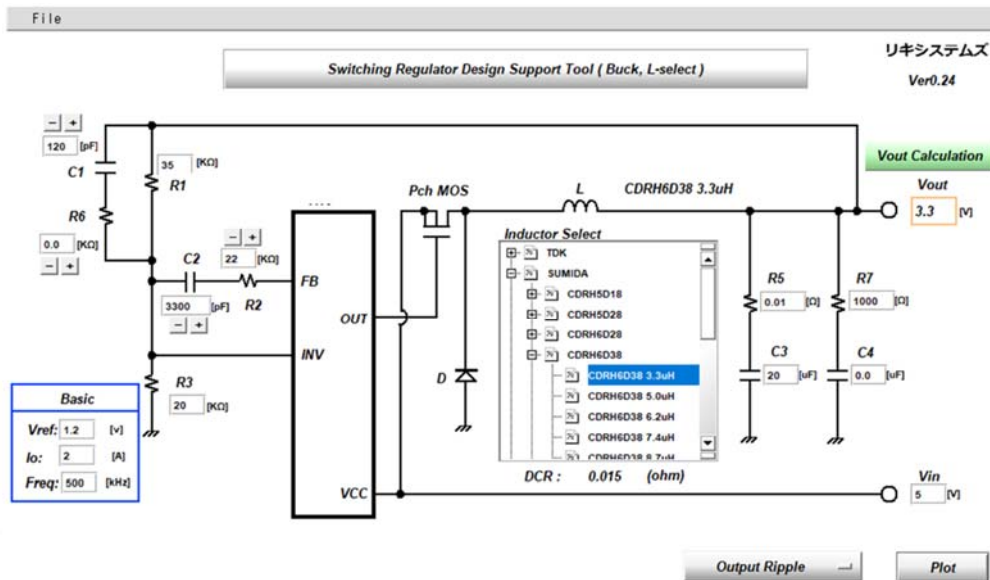 File
リキシステムズ
Switching Regulator Design Support Tool ( Buck, L-select )
Ver0.24
- +
120 [pF]
C1
35 [KΩ]
R1
R6
0.0 [KΩ]
- +
C2
3300 [pF]
- +
- +
22 [KΩ]
R2
R3
20 [KΩ]
Basic
Vref: 1.2 [v]
Io: 2 [A]
Freq: 500 [kHz]
FB
OUT
INV
VCC
Pch MOS
D
L
CDRH6D38 3.3uH
Inductor Select
TDK
SUMIDA
CDRH5D18
CDRH5D28
CDRH6D28
CDRH6D38
CDRH6D38 3.3uH
CDRH6D38 5.0uH
CDRH6D38 6.2uH
CDRH6D38 7.4uH
CDRH6D38 8.7uH
DCR : 0.015 (ohm)
R5
0.01 [Ω]
C3
20 [uF]
R7
1000 [Ω]
C4
0.0 [uF]
Vout Calculation
Vout
3.3 [V]
Vin
5 [V]
Output Ripple
Plot